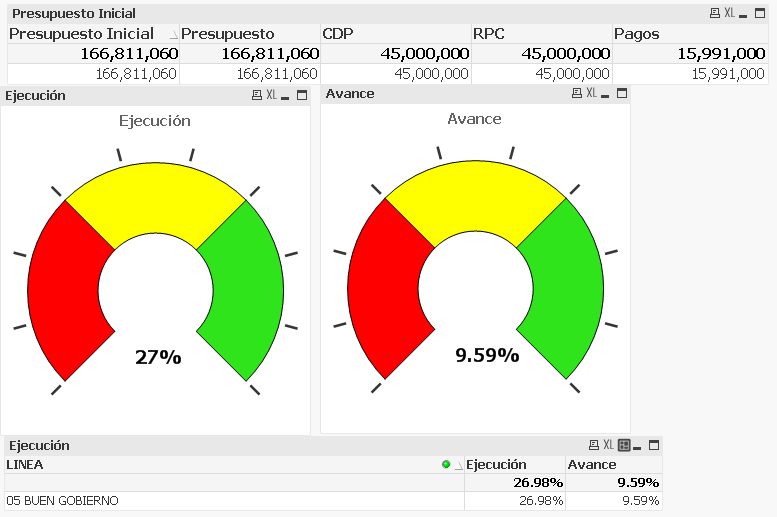 Presupuesto Inicial XL
Presupuesto Inicial Presupuesto CDP RPC Pagos
166,811,060 166,811,060 45,000,000 45,000,000 15,991,000
166,811,060 166,811,060 45,000,000 45,000,000 15,991,000
Ejecución XL
Avance XL
Ejecución
Avance
27%
9.59%
Ejecución XL
LINEA Ejecución Avance
26.98% 9.59%
05 BUEN GOBIERNO 26.98% 9.59%